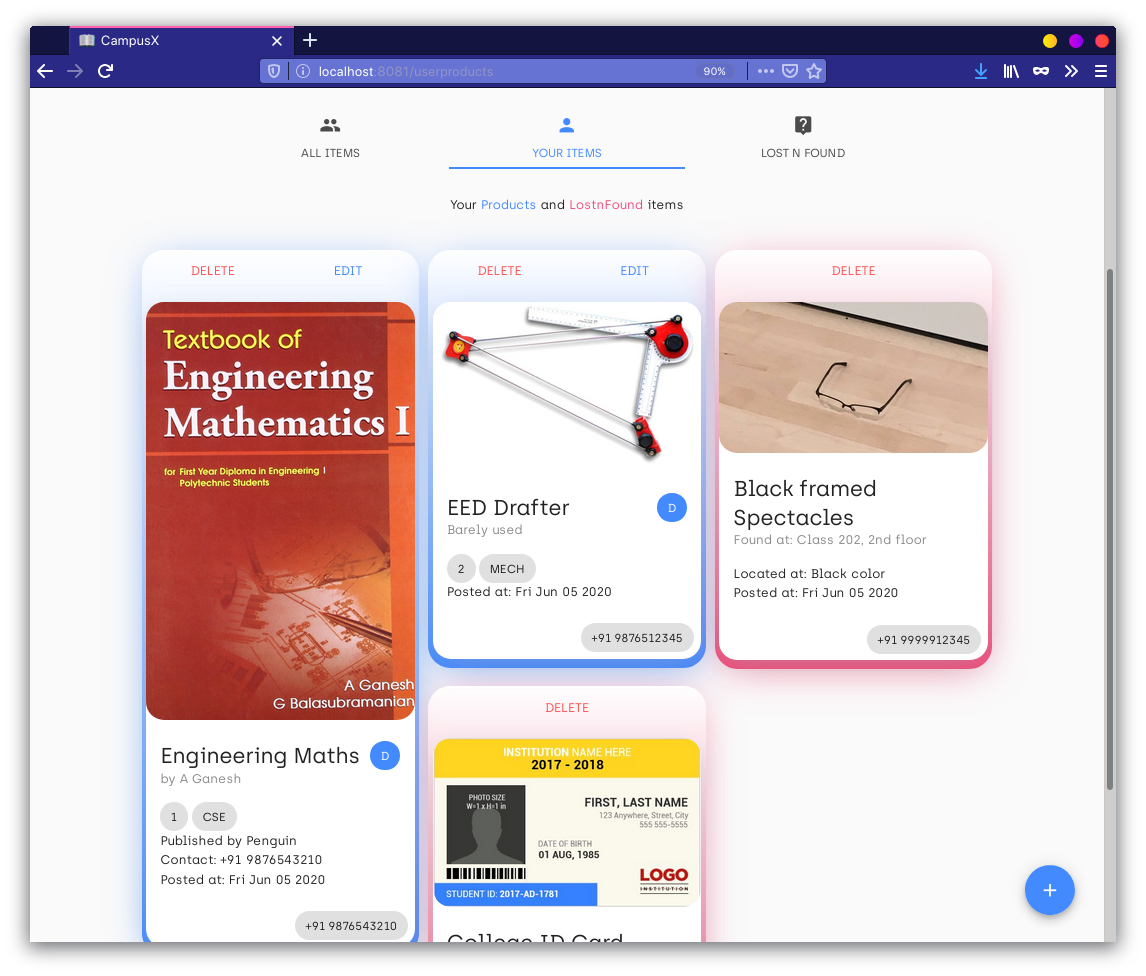 CampusX
localhost:8081/userproducts
90%
ALL ITEMS
YOUR ITEMS
LOST N FOUND
Your Products and LostnFound items
DELETE
EDIT
Textbook of
Engineering
Mathematics I
for First Year Diploma in Engineering I
Polytechnic Students
A Ganesh
G Balasubramanian
Engineering Maths
D
by A Ganesh
1
CSE
Published by Penguin
Contact: +91 9876543210
Posted at: Fri Jun 05 2020
+91 9876543210
DELETE
EDIT
EED Drafter
D
Barely used
2
MECH
Posted at: Fri Jun 05 2020
+91 9876512345
DELETE
Black framed
Spectacles
Found at: Class 202, 2nd floor
Located at: Black color
Posted at: Fri Jun 05 2020
+91 9999912345
DELETE
INSTITUTION NAME HERE
2017 - 2018
PHOTO SIZE
W=1 x H=1 in
FIRST, LAST NAME
123 Anywhere, Street, City
555 555-5555
DATE OF BIRTH
01 AUG, 1985
LOGO
INSTITUTION
STUDENT ID: 2017-AD-1781
College ID Card
+